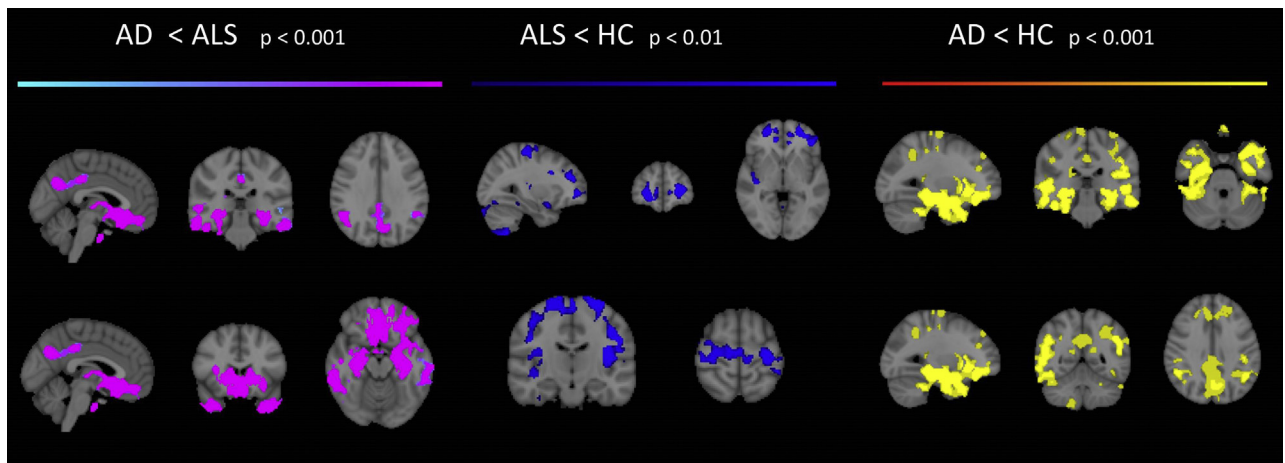 AD < ALS p < 0.001
ALS < HC p < 0.01
AD < HC p < 0.001